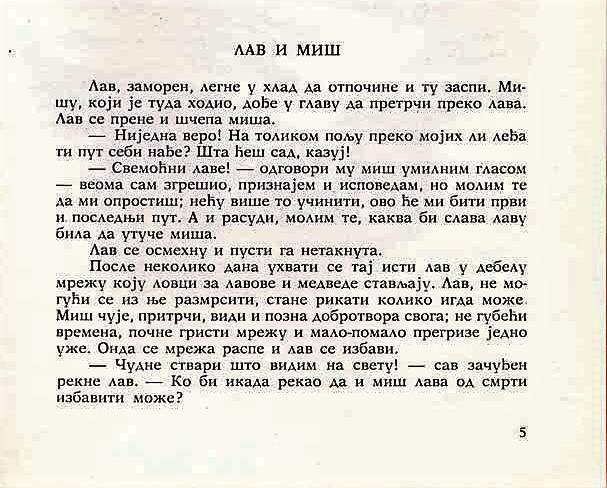 ЛАВ И МИШ
Лав, заморен, легне у хлад да отпочине и ту заспи. Ми-
шу, који је туда ходио, дође у главу да претрчи преко лава.
Лав се прене и шчепа миша.
— Ниједна веро! На толиком пољу преко мојих ли леђа
ти пут себи нађе? Шта ћеш сад, казуј!
— Свемоћни лаве! — одговори му миш умилним гласом
— веома сам згрешио, признајем и исповедам, но молим те
да ми опростиш; нећу више то учинити, ово ће ми бити први
и последњи пут. А и расуди, молим те, каква би слава лаву
била да утуче миша.
Лав се осмехну и пусти га нетакнута.
После неколико дана ухвати се тај исти лав у дебелу
мрежу коју ловци за лавове и медведе стављају. Лав, не мо-
гући се из ње размрсити, стане рикати колико игда може.
Миш чује, притрчи, види и позна добротвора свога; не губећи
времена, почне гристи мрежу и мало-помало прегризе једно
уже. Онда се мрежа распе и лав се избави.
— Чудне ствари што видим на свету! — сав зачуђен
рекне лав. — Ко би икада рекао да и миш лава од смрти
избавити може?
5